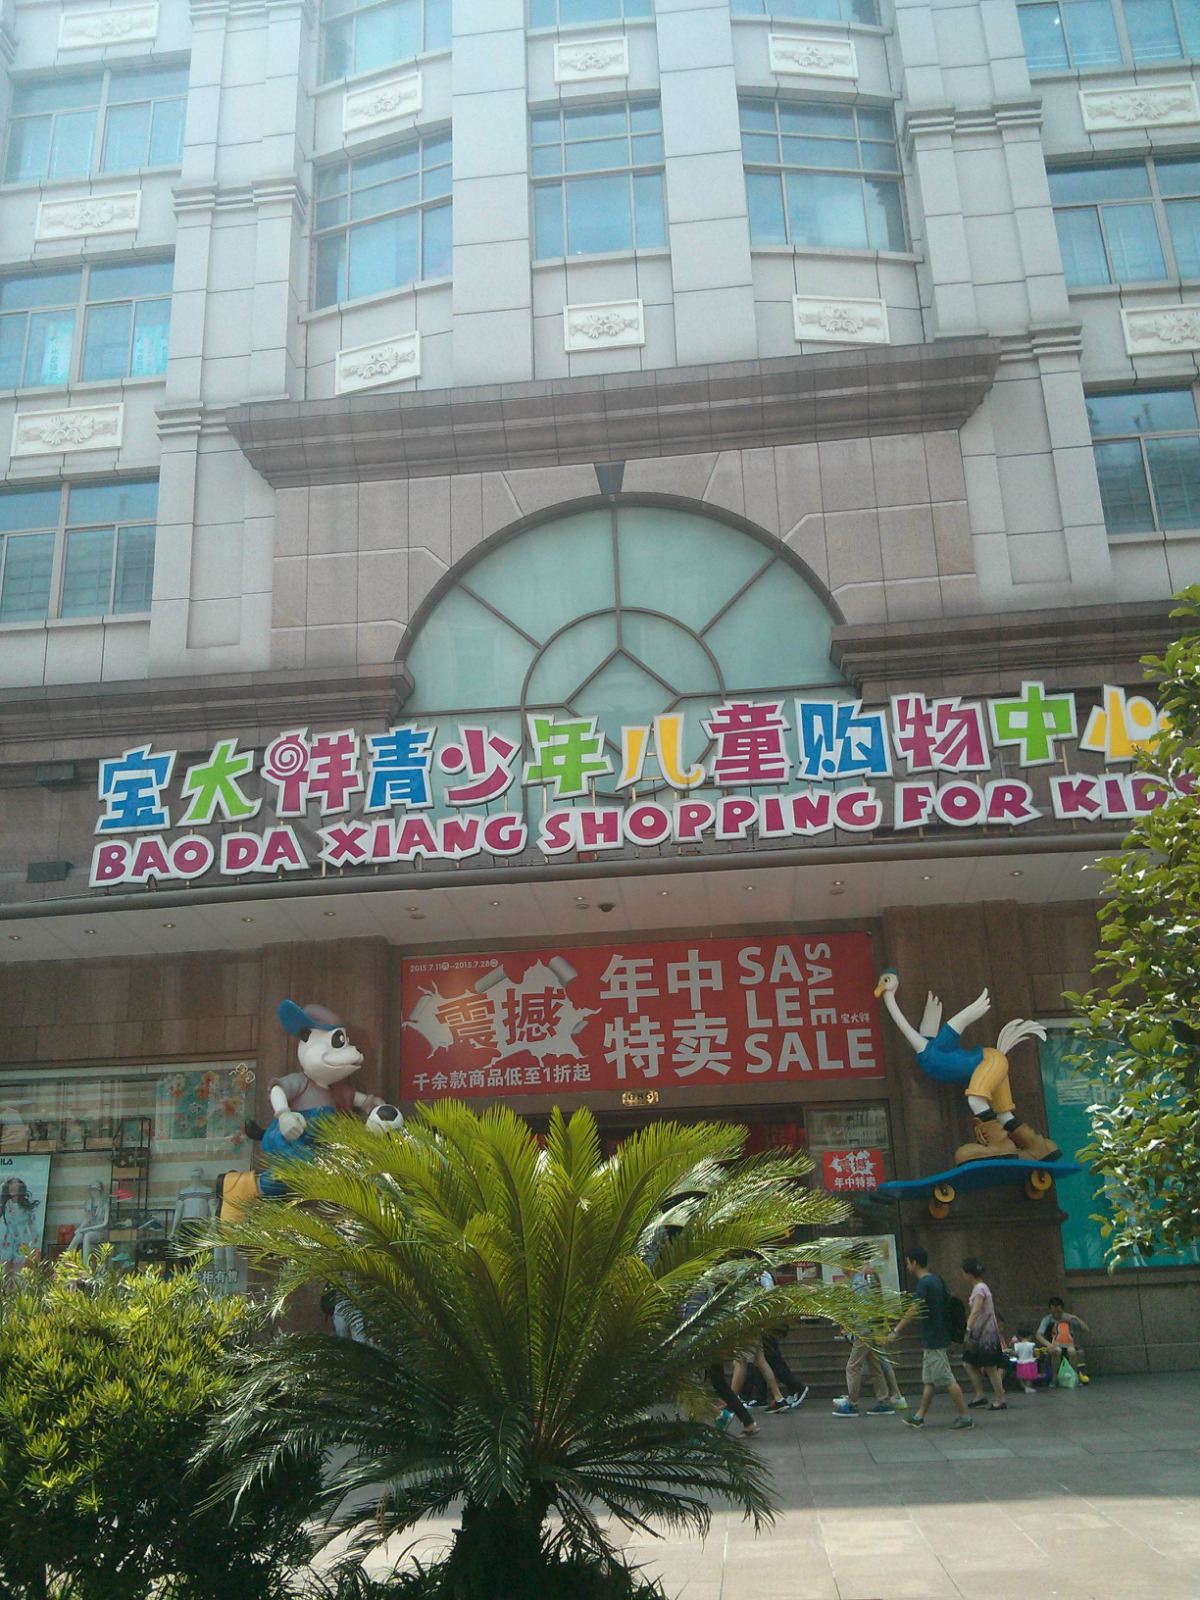 宝大祥青少年儿童购物中心
BAO DA XIANG SHOPPING FOR KIDS
2015.7.11㈥-2015.7.28㈡
震撼
年中
特卖
千余款商品低至1折起
SA
LE
SALE
SALE
宝大祥
震撼
年中特卖